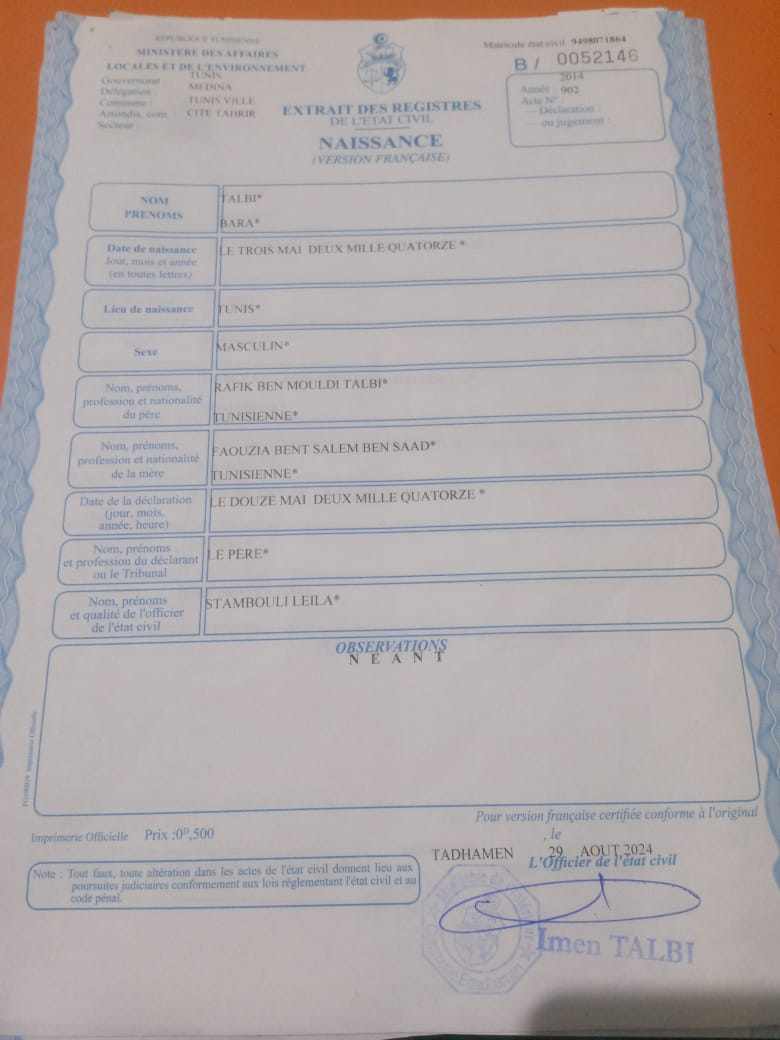 REPUBLIQUE TUNISIENNE
MINISTERE DES AFFAIRES
LOCALES ET DE L'ENVIRONNEMENT
Gouvernorat TUNIS
Délégation MEDINA
Commune TUNIS VILLE
Arrondis, com CITE TAHRIR
Secteur
Matricule état civil 9498071864
B / 0052146
2014
Année : 902
Acte N°
— Déclaration :
— ou jugement :
EXTRAIT DES REGISTRES
DE L'ETAT CIVIL
NAISSANCE
(VERSION FRANÇAISE)
NOM TALBI*
PRENOMS BARA*
Date de naissance LE TROIS MAI DEUX MILLE QUATORZE *
Jour, mois et année
(en toutes lettres)
Lieu de naissance TUNIS*
Sexe MASCULIN*
Nom, prénoms, RAFIK BEN MOULDI TALBI*
profession et nationalité
du père TUNISIENNE*
Nom, prénoms, FAOUZIA BENT SALEM BEN SAAD*
profession et nationalité
de la mère TUNISIENNE*
Date de la déclaration LE DOUZE MAI DEUX MILLE QUATORZE *
(jour, mois,
année, heure)
Nom, prénoms LE PERE*
et profession du déclarant
ou le Tribunal
Nom, prénoms STAMBOULI LEILA*
et qualité de l'officier
de l'état civil
OBSERVATIONS
N E A N T
Imprimerie Officielle
Imprimerie Officielle Prix :0ᴰ,500
Pour version française certifiée conforme à l'original
, le
TADHAMEN 29 AOUT 2024
L'Officier de l'état civil
Note : Tout faux, toute altération dans les actes de l'état civil donnent lieu aux
poursuites judiciaires conformement aux lois règlementant l'état civil et au
code pénal.
Imen TALBI